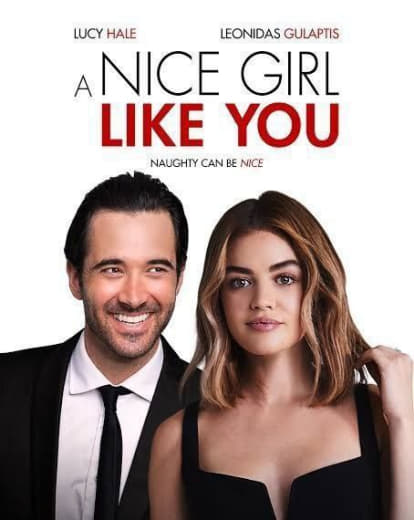 LUCY HALE LEONIDAS GULAPTIS
A NICE GIRL
LIKE YOU
NAUGHTY CAN BE NICE